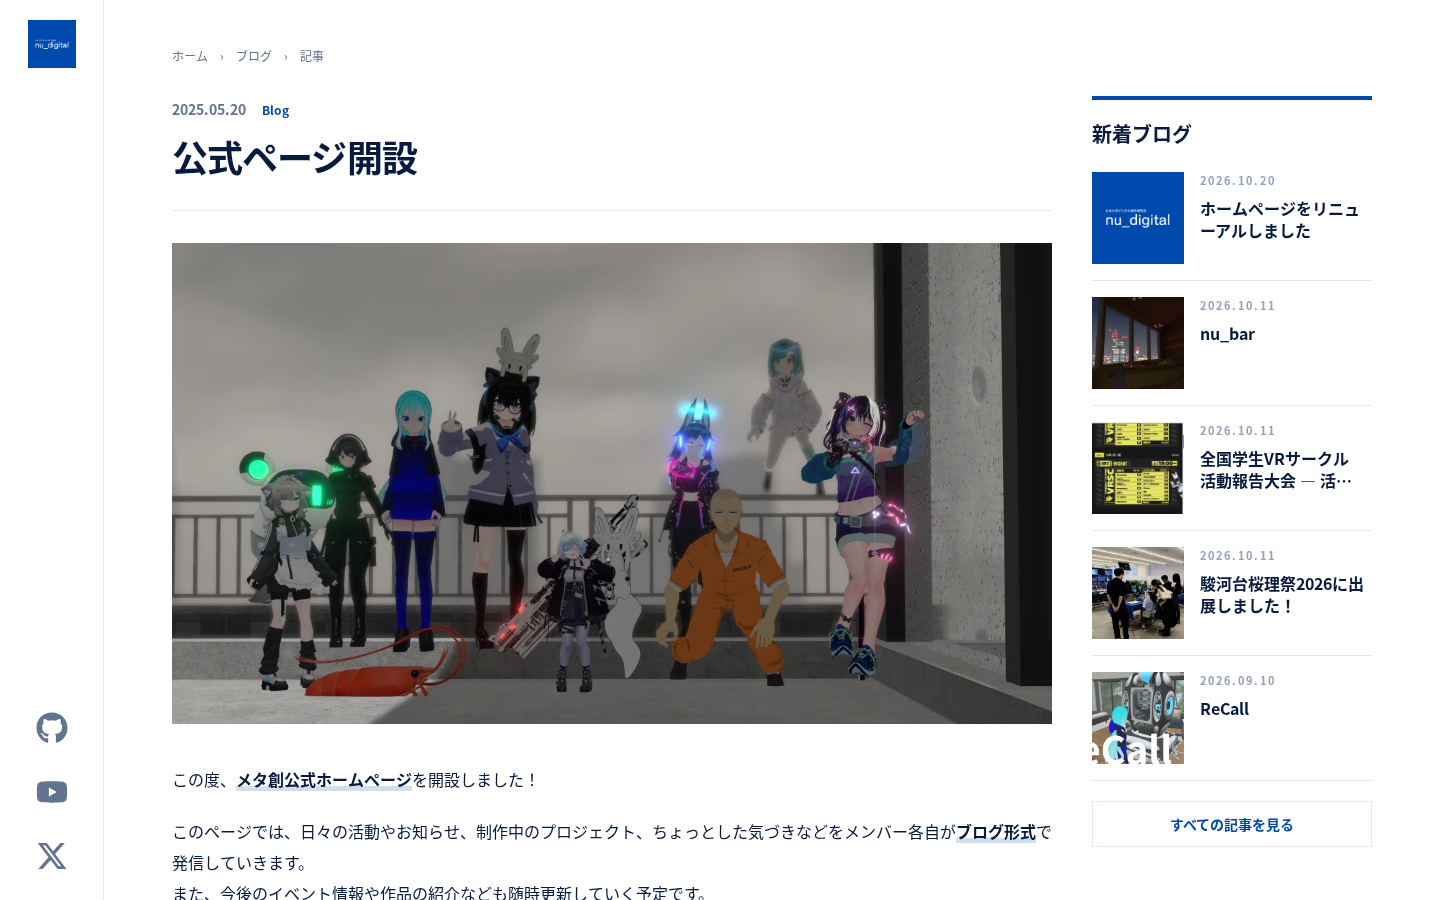 nu_digital
ホーム › ブログ › 記事
2025.05.20 Blog
公式ページ開設
この度、メタ創公式ホームページを開設しました！
このページでは、日々の活動やお知らせ、制作中のプロジェクト、ちょっとした気づきなどをメンバー各自がブログ形式で
発信していきます。
また、今後のイベント情報や作品の紹介なども随時更新していく予定です。
新着ブログ
nu_digital
2026.10.20
ホームページをリニュ
ーアルしました
2026.10.11
nu_bar
2026.10.11
全国学生VRサークル
活動報告大会 — 活…
2026.10.11
駿河台桜理祭2026に出
展しました！
eCall
2026.09.10
ReCall
すべての記事を見る